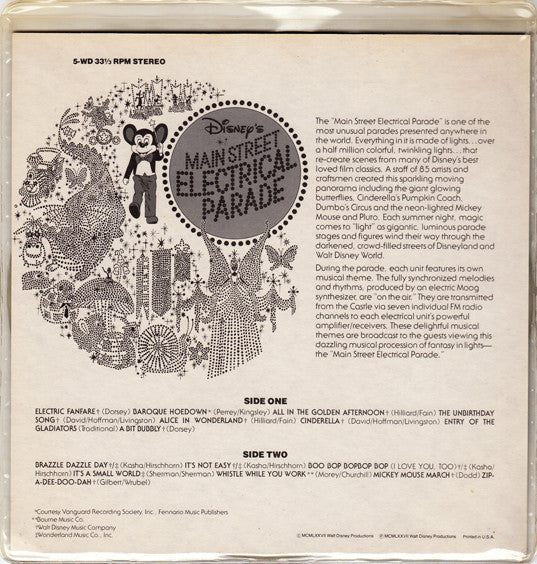 5-WD 33⅓ RPM STEREO
Disney's
MAIN STREET
ELECTRICAL
PARADE
The "Main Street Electrical Parade" is one of the
most unusual parades presented anywhere in
the world. Everything in it is made of lights...over
a half million colorful, twinkling lights...that
re-create scenes from many of Disney's best
loved film classics. A staff of 85 artists and
craftsmen created this sparkling moving
panorama including the giant glowing
butterflies, Cinderella's Pumpkin Coach,
Dumbo's Circus and the neon-lighted Mickey
Mouse and Pluto. Each summer night, magic
comes to "light" as gigantic, luminous parade
stages and figures wind their way through the
darkened, crowd-filled streets of Disneyland and
Walt Disney World.
During the parade, each unit features its own
musical theme. The fully synchronized melodies
and rhythms, produced by an electric Moog
synthesizer, are "on the air." They are transmitted
from the Castle via seven individual FM radio
channels to each electrical unit's powerful
amplifier/receivers. These delightful musical
themes are broadcast to the guests viewing this
dazzling musical procession of fantasy in lights—
the "Main Street Electrical Parade."
SIDE ONE
ELECTRIC FANFARE† (Dorsey) BAROQUE HOEDOWN* (Perrey/Kingsley) ALL IN THE GOLDEN AFTERNOON† (Hilliard/Fain) THE UNBIRTHDAY
SONG† (David/Hoffman/Livingston) ALICE IN WONDERLAND† (Hilliard/Fain) CINDERELLA† (David/Hoffman/Livingston) ENTRY OF THE
GLADIATORS (Traditional) A BIT BUBBLY† (Dorsey)
SIDE TWO
BRAZZLE DAZZLE DAY†/‡ (Kasha/Hirschhorn) IT'S NOT EASY†/‡ (Kasha/Hirschhorn) BOO BOP BOPBOP BOP (I LOVE YOU, TOO)†/‡ (Kasha/
Hirschhorn) IT'S A SMALL WORLD‡ (Sherman/Sherman) WHISTLE WHILE YOU WORK** (Morey/Churchill) MICKEY MOUSE MARCH† (Dodd) ZIP-
A-DEE-DOO-DAH† (Gilbert/Wrubel)
*Courtesy Vanguard Recording Society, Inc., Fennario Music Publishers
**Bourne Music Co.
†Walt Disney Music Company
‡Wonderland Music Co., Inc.
© MCMLXXVII Walt Disney Productions ℗ MCMLXXVII Walt Disney Productions Printed in U.S.A.